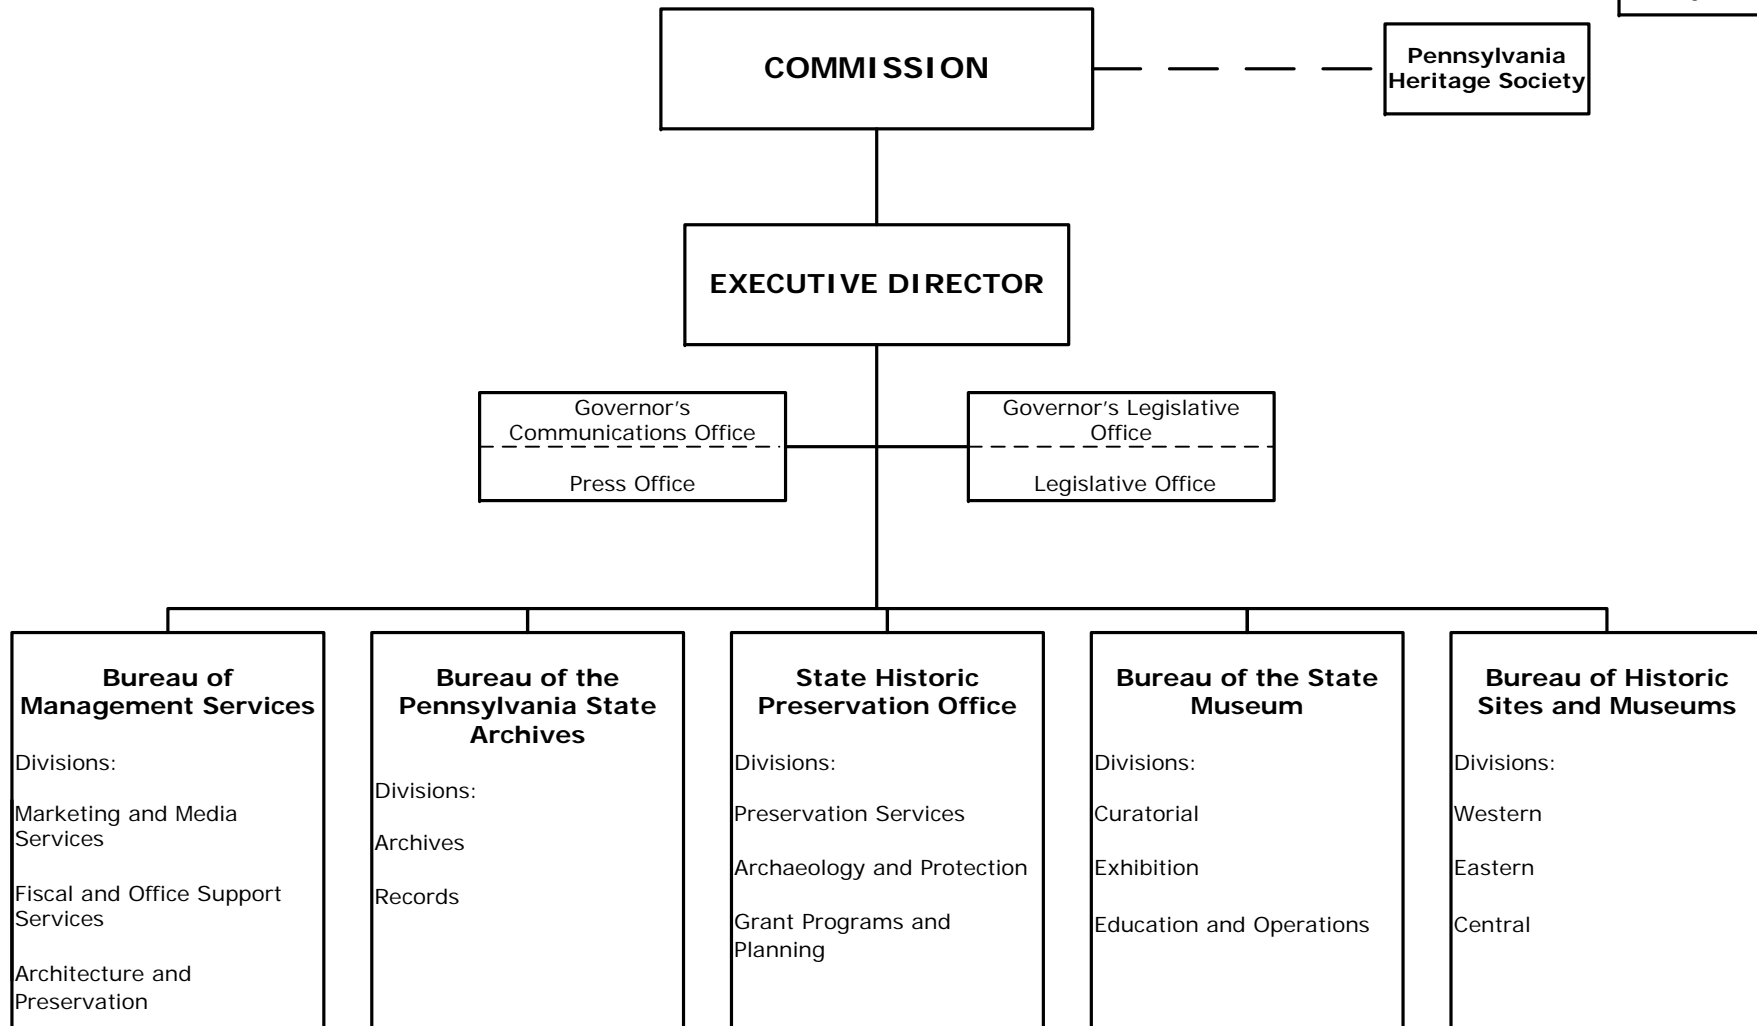 COMMISSION
Pennsylvania
Heritage Society
EXECUTIVE DIRECTOR
Governor's
Communications Office
Press Office
Governor's Legislative
Office
Legislative Office
Bureau of
Management Services
Divisions:
Marketing and Media
Services
Fiscal and Office Support
Services
Architecture and
Preservation
Bureau of the
Pennsylvania State
Archives
Divisions:
Archives
Records
State Historic
Preservation Office
Divisions:
Preservation Services
Archaeology and Protection
Grant Programs and
Planning
Bureau of the State
Museum
Divisions:
Curatorial
Exhibition
Education and Operations
Bureau of Historic
Sites and Museums
Divisions:
Western
Eastern
Central